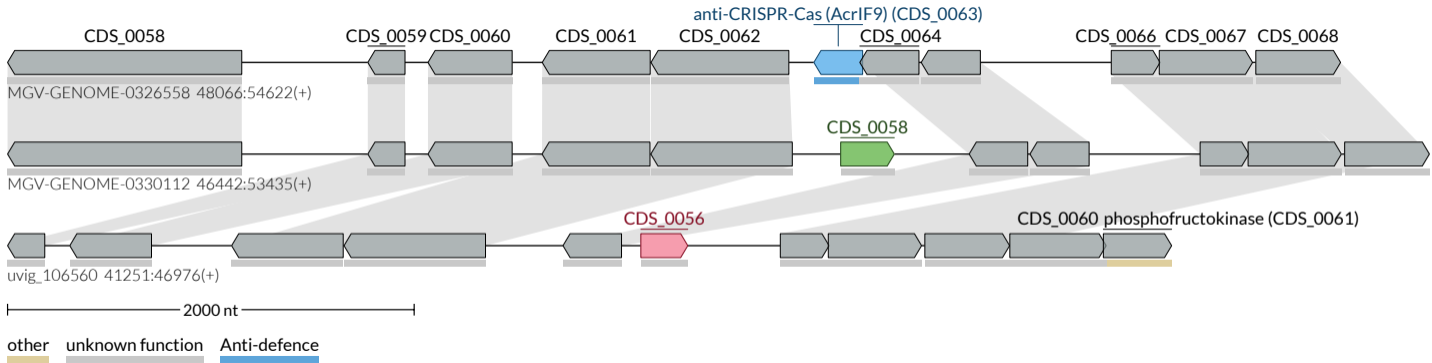 anti-CRISPR-Cas (AcrIF9) (CDS_0063)
CDS_0058 CDS_0059 CDS_0060 CDS_0061 CDS_0062 CDS_0064 CDS_0066 CDS_0067 CDS_0068
MGV-GENOME-0326558 48066:54622(+)
CDS_0058
MGV-GENOME-0330112 46442:53435(+)
CDS_0056 CDS_0060 phosphofructokinase (CDS_0061)
uvig_106560 41251:46976(+)
2000 nt
other unknown function Anti-defence